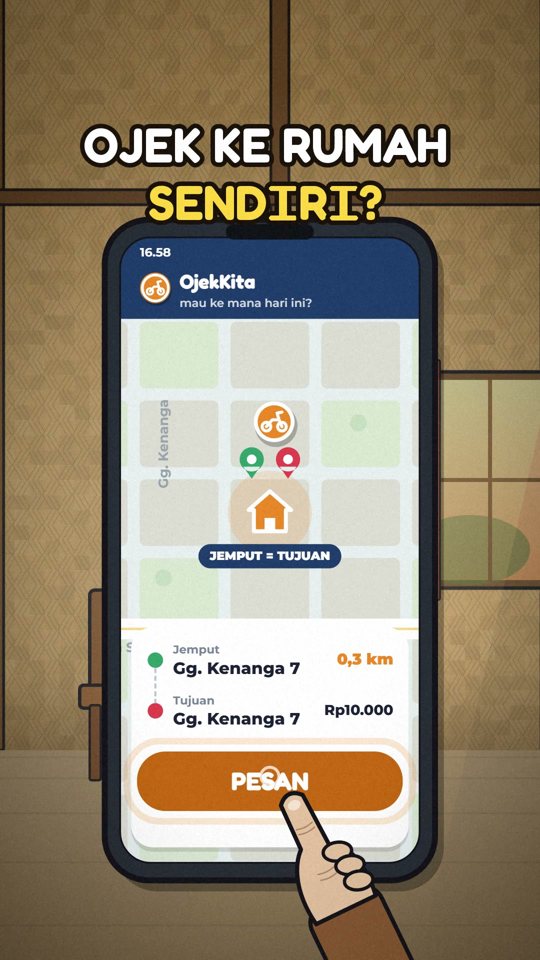 OJEK KE RUMAH
SENDIRI?
16.58
OjekKita
mau ke mana hari ini?
Gg. Kenanga
JEMPUT = TUJUAN
Jemput
Gg. Kenanga 7
0,3 km
Tujuan
Gg. Kenanga 7
Rp10.000
PESAN